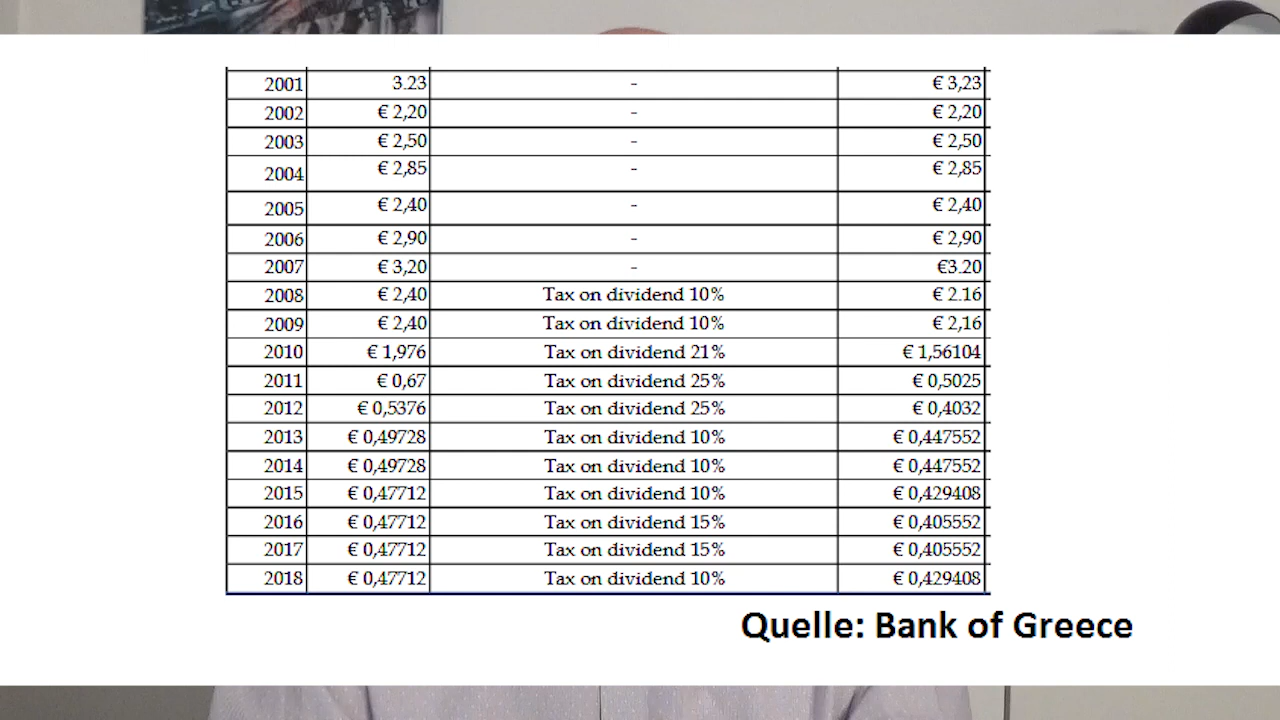 2001 3.23 - € 3,23
2002 € 2,20 - € 2,20
2003 € 2,50 - € 2,50
2004 € 2,85 - € 2,85
2005 € 2,40 - € 2,40
2006 € 2,90 - € 2,90
2007 € 3,20 - €3.20
2008 € 2,40 Tax on dividend 10% € 2.16
2009 € 2,40 Tax on dividend 10% € 2,16
2010 € 1,976 Tax on dividend 21% € 1,56104
2011 € 0,67 Tax on dividend 25% € 0,5025
2012 € 0,5376 Tax on dividend 25% € 0,4032
2013 € 0,49728 Tax on dividend 10% € 0,447552
2014 € 0,49728 Tax on dividend 10% € 0,447552
2015 € 0,47712 Tax on dividend 10% € 0,429408
2016 € 0,47712 Tax on dividend 15% € 0,405552
2017 € 0,47712 Tax on dividend 15% € 0,405552
2018 € 0,47712 Tax on dividend 10% € 0,429408
Quelle: Bank of Greece